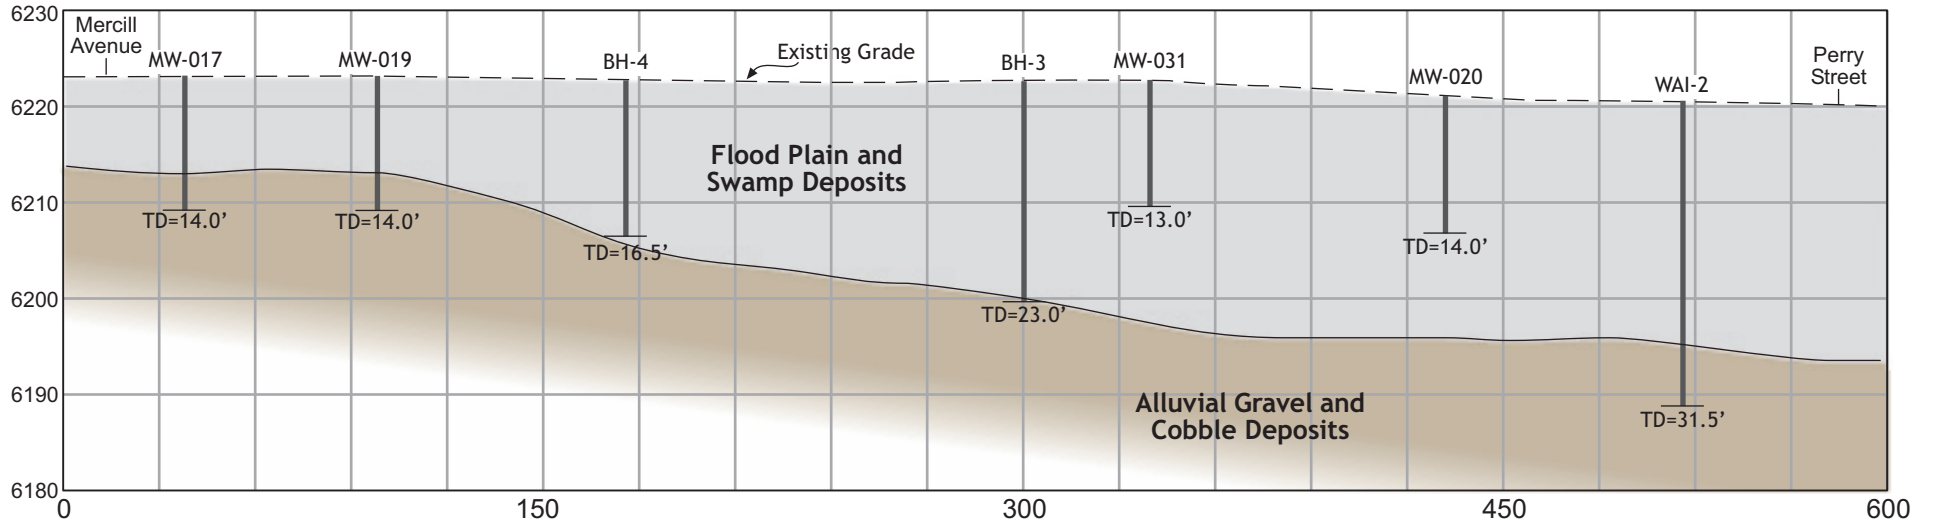 6230
6220
6210
6200
6190
6180
Mercill
Avenue
MW-017
MW-019
BH-4
Existing Grade
BH-3
MW-031
MW-020
WAI-2
Perry
Street
Flood Plain and
Swamp Deposits
TD=14.0’
TD=14.0’
TD=16.5’
TD=23.0’
TD=13.0’
TD=14.0’
TD=31.5’
Alluvial Gravel and
Cobble Deposits
0
150
300
450
600